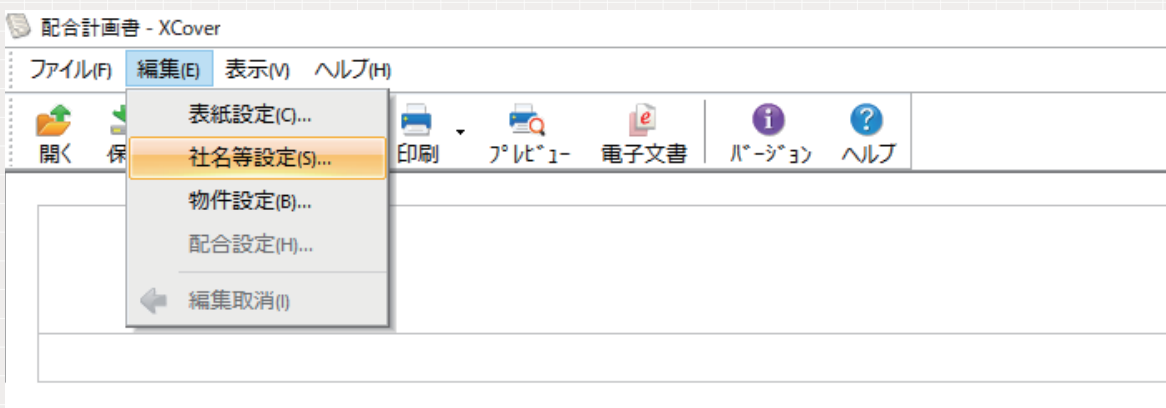 配合計画書 - XCover
ファイル(F) 編集(E) 表示(V) ヘルプ(H)
表紙設定(C)...
社名等設定(S)...
物件設定(B)...
配合設定(H)...
編集取消(I)
開く 保 印刷 ﾌﾟﾚﾋﾞｭｰ 電子文書 ﾊﾞｰｼﾞｮﾝ ヘルプ